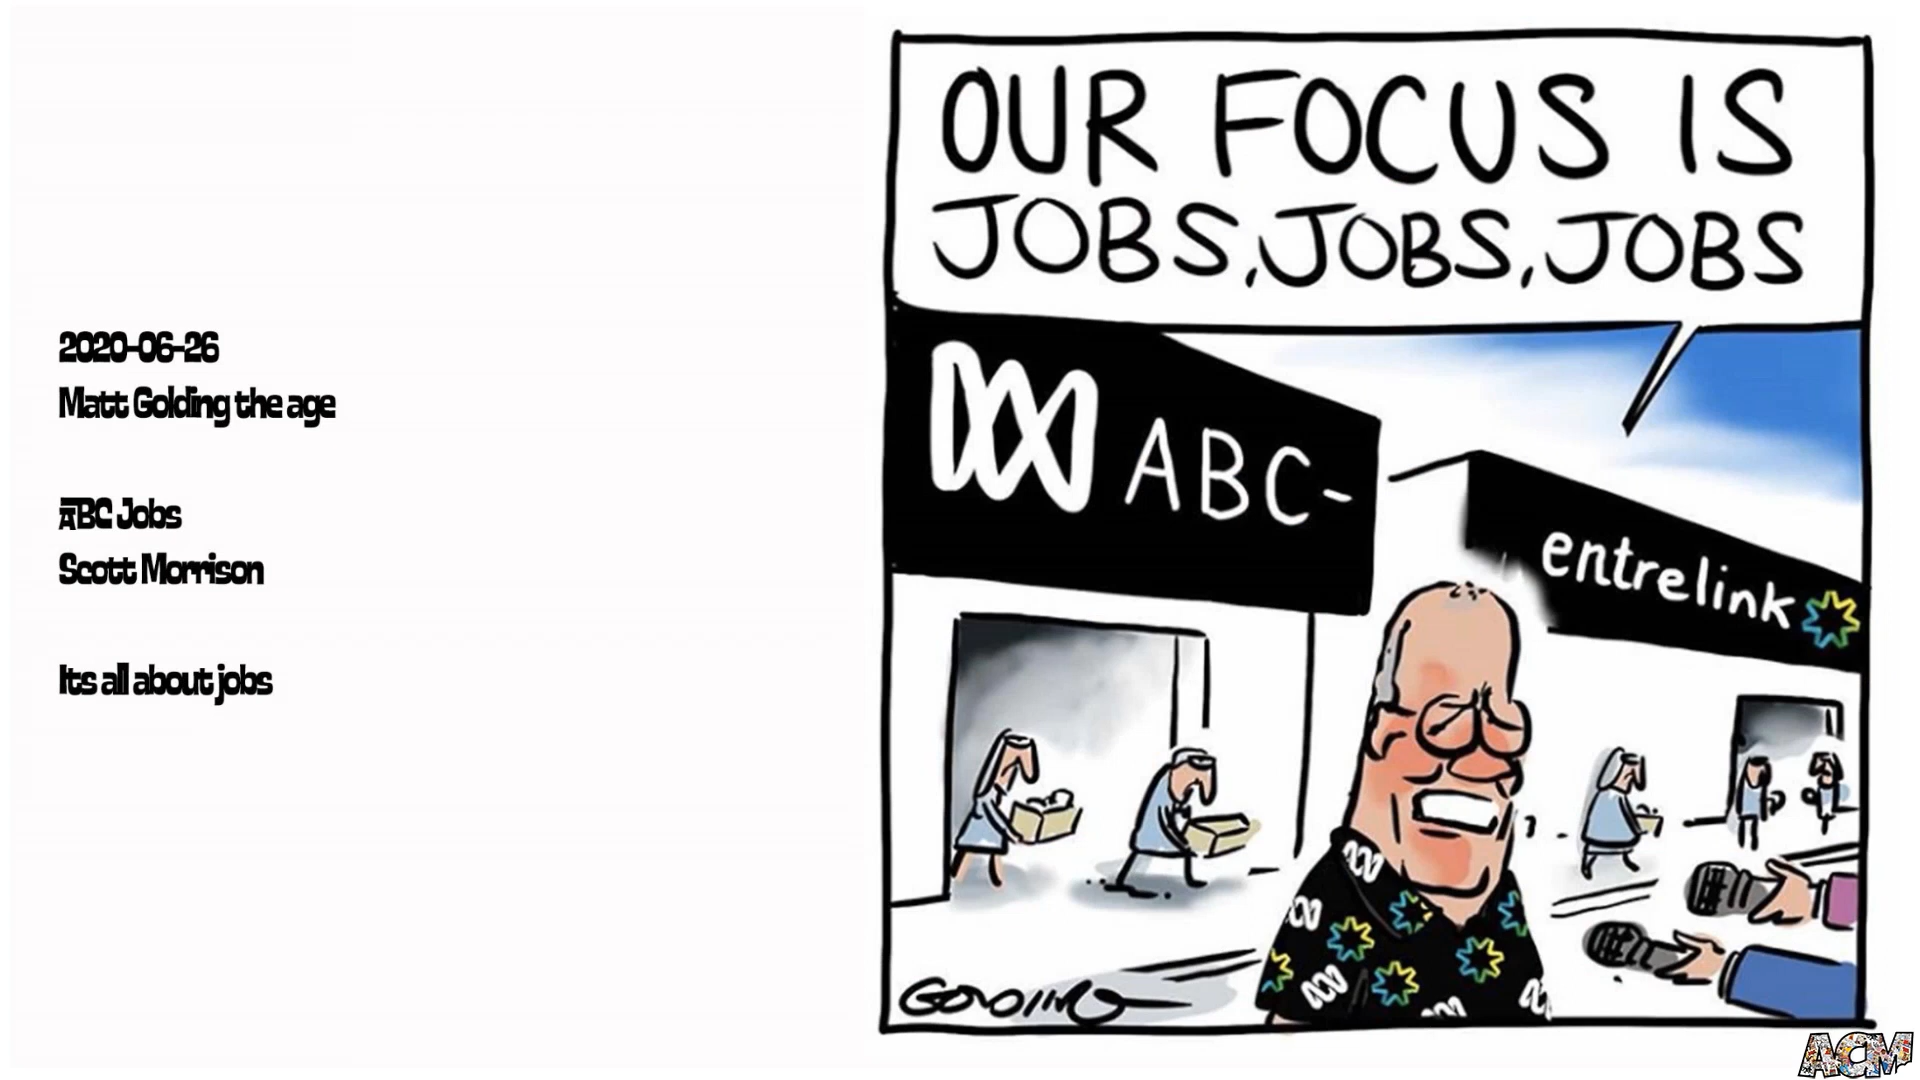 2020-06-26
Matt Golding the age
ABC Jobs
Scott Morrison
Its all about jobs
OUR FOCUS IS
JOBS, JOBS, JOBS
ABC-
entrelink
GOLDING
ACM